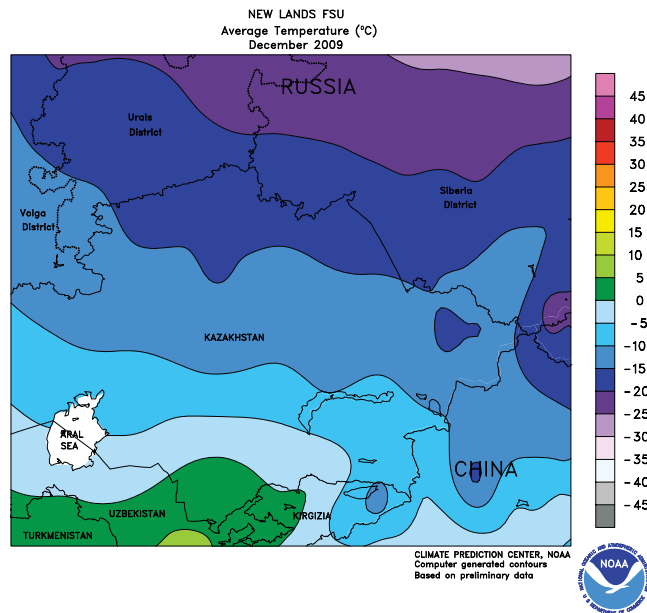 NEW LANDS FSU
Average Temperature (°C)
December 2009
RUSSIA
Urals
District
Siberia
District
Volga
District
KAZAKHSTAN
ARAL
SEA
CHINA
UZBEKISTAN
KIRGIZIA
TURKMENISTAN
45
40
35
30
25
20
15
10
5
0
-5
-10
-15
-20
-25
-30
-35
-40
-45
CLIMATE PREDICTION CENTER, NOAA
Computer generated contours
Based on preliminary data
NOAA